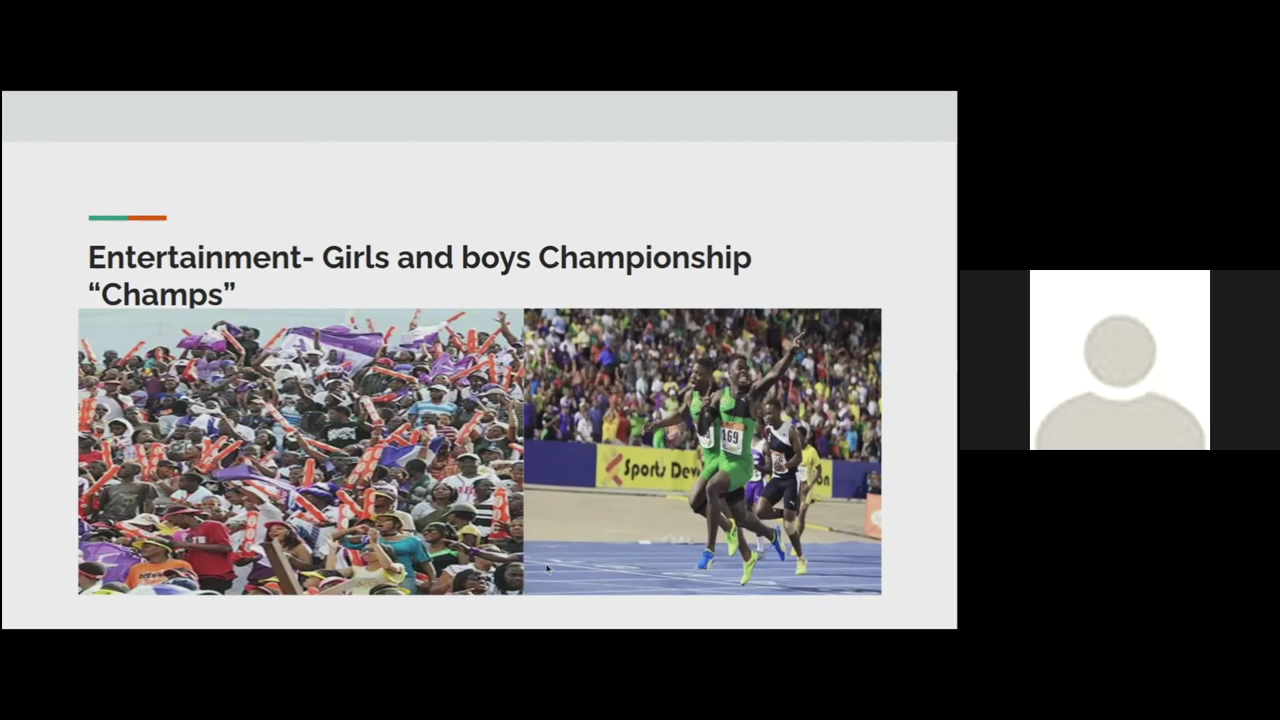 Entertainment- Girls and boys Championship
“Champs”
Sports Dev
169